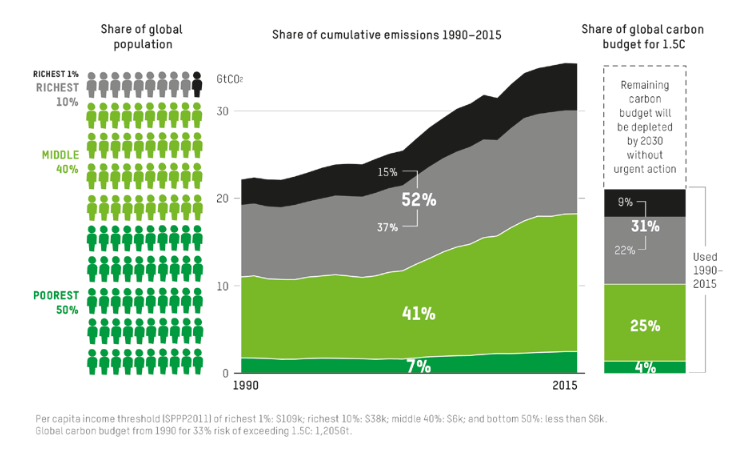 Share of global
population
RICHEST 1%
RICHEST
10%
MIDDLE
40%
POOREST
50%
Share of cumulative emissions 1990–2015
GtCO2
30
20
10
0
15%
52%
37%
41%
7%
1990
2015
Share of global carbon
budget for 1.5C
Remaining
carbon
budget will
be depleted
by 2030
without
urgent action
9%
31%
22%
25%
4%
Used
1990–
2015
Per capita income threshold ($PPP2011) of richest 1%: $109k; richest 10%: $38k; middle 40%: $6k; and bottom 50%: less than $6k.
Global carbon budget from 1990 for 33% risk of exceeding 1.5C: 1,205Gt.